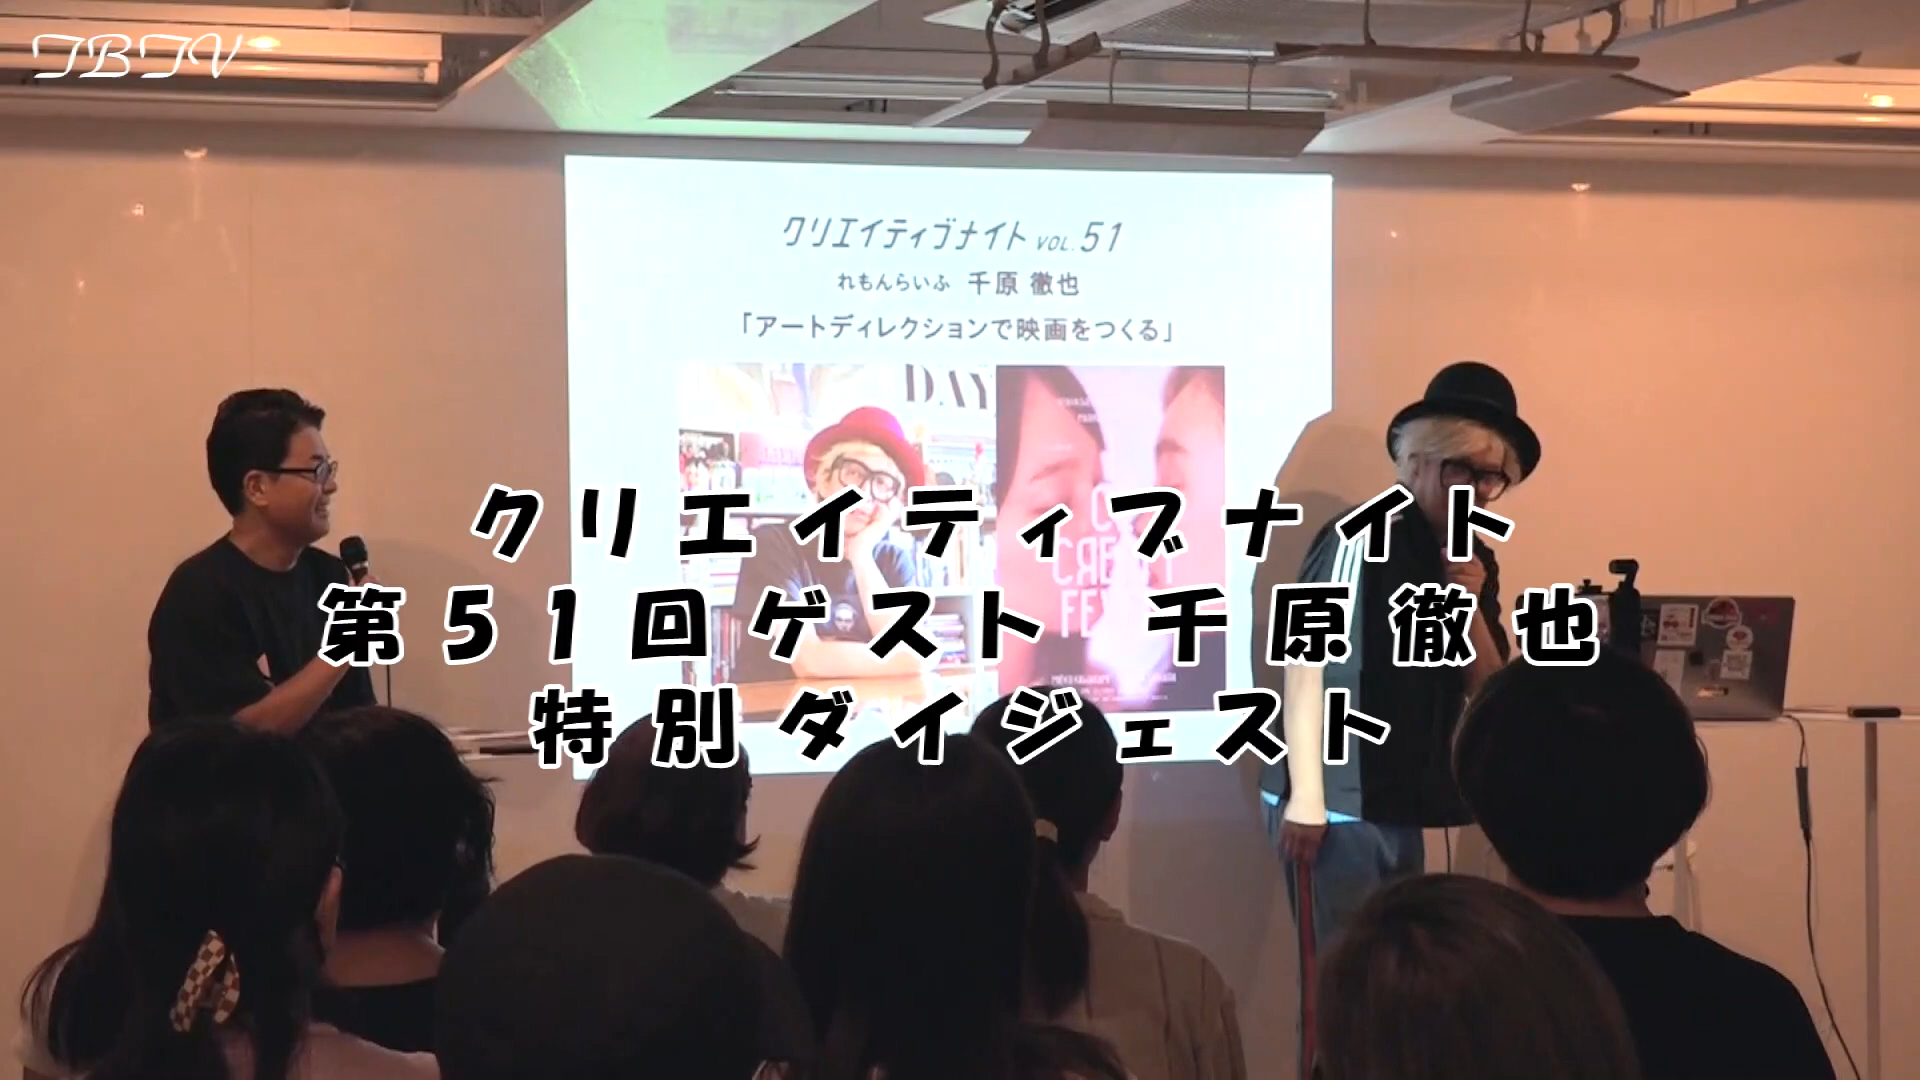 TBTV
クリエイティブナイト VOL.51
れもんらいふ 千原 徹也
「アートディレクションで映画をつくる」
DAY
クリエイティブナイト
第51回ゲスト 千原徹也
特別ダイジェスト